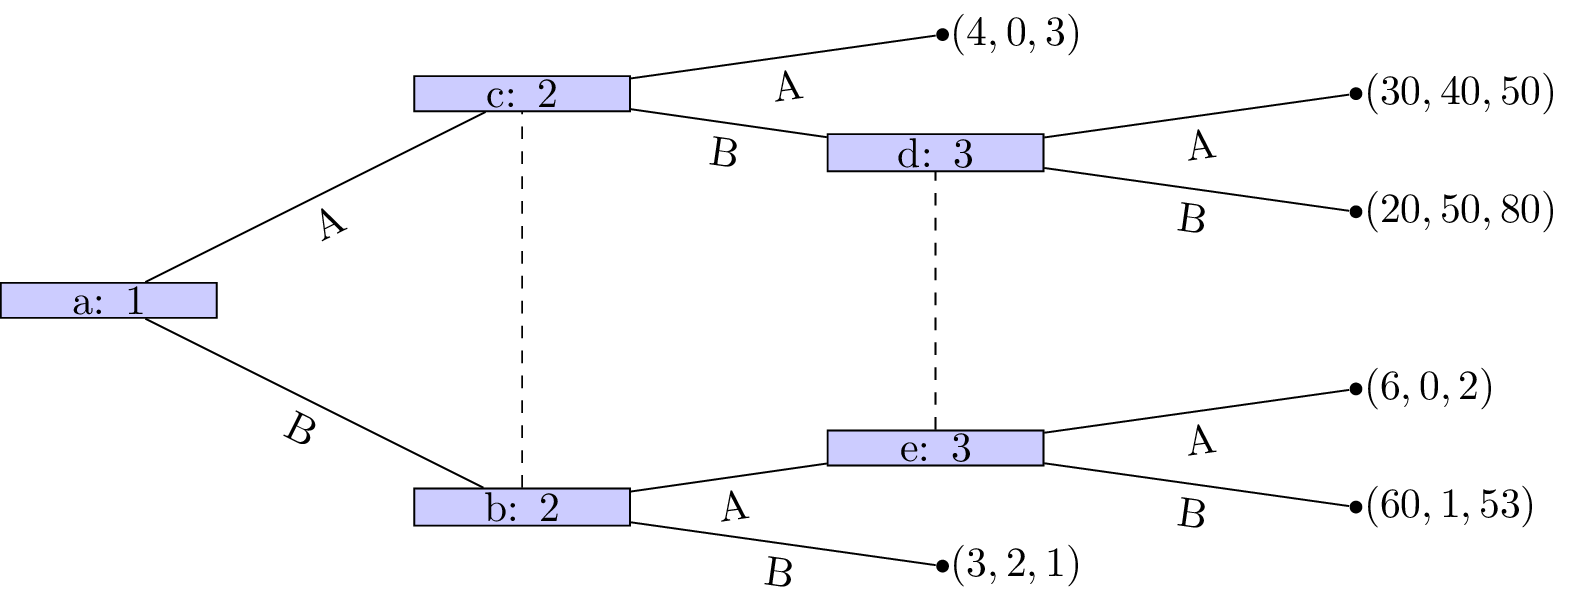 (4, 0, 3)
c: 2
A
(30, 40, 50)
B
d: 3
A
A
B
(20, 50, 80)
a: 1
(6, 0, 2)
B
e: 3
A
b: 2
A
B
(60, 1, 53)
B
(3, 2, 1)